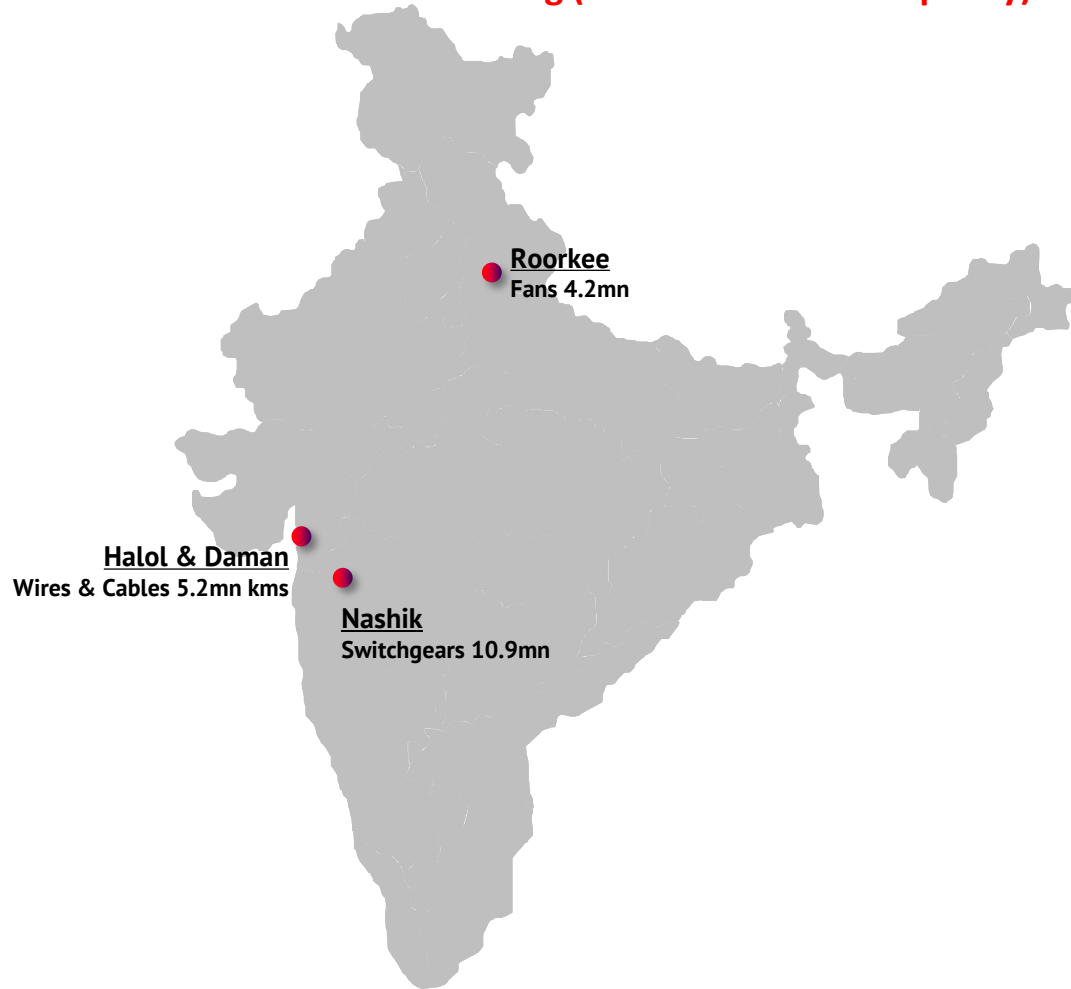 Roorkee
Fans 4.2mn
Halol & Daman
Wires & Cables 5.2mn kms
Nashik
Switchgears 10.9mn